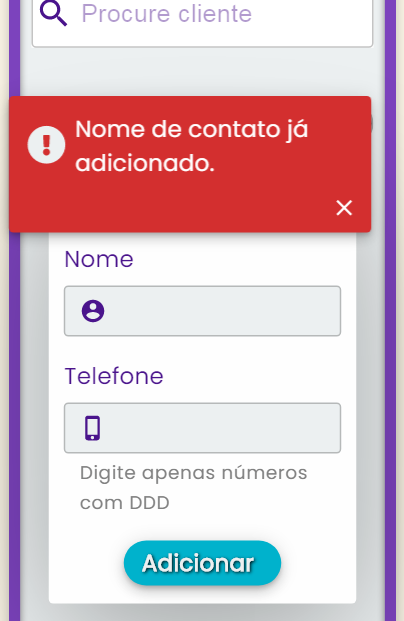 Procure cliente
Nome de contato já
adicionado.
Nome
Telefone
Digite apenas números
com DDD
Adicionar